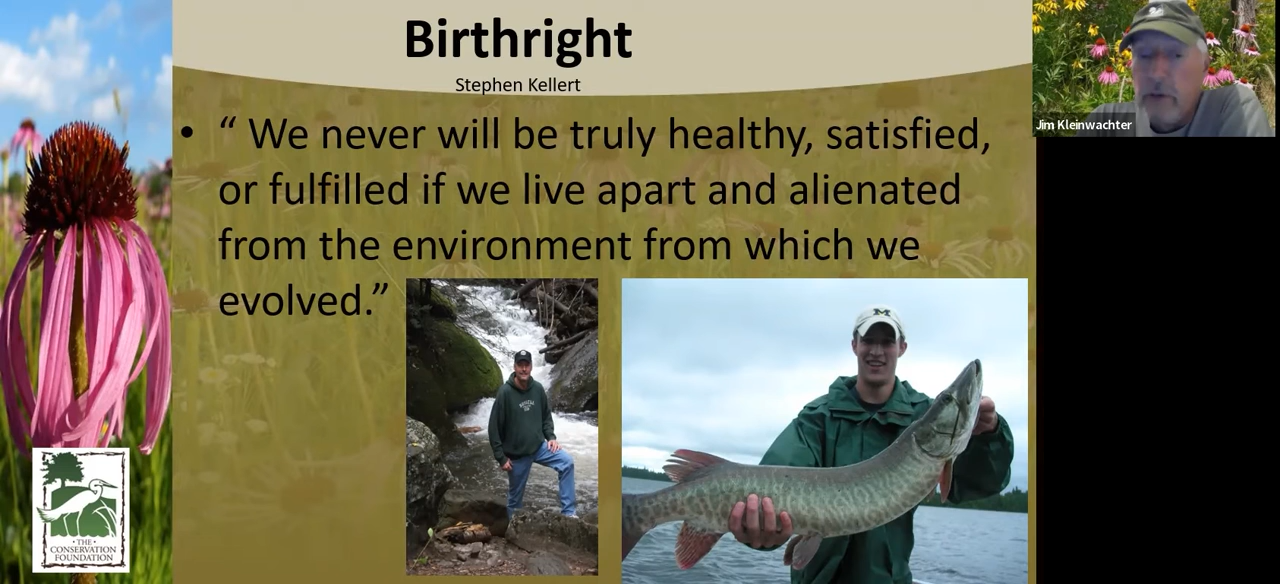 Birthright
Stephen Kellert
• “ We never will be truly healthy, satisfied,
or fulfilled if we live apart and alienated
from the environment from which we
evolved.”
M
Jim Kleinwachter
• THE •
CONSERVATION
FOUNDATION